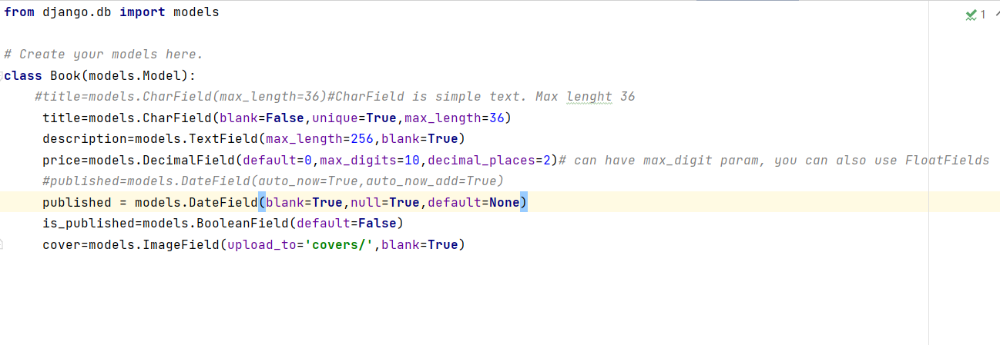 from django.db import models
1
# Create your models here.
class Book(models.Model):
#title=models.CharField(max_length=36)#CharField is simple text. Max lenght 36
title=models.CharField(blank=False,unique=True,max_length=36)
description=models.TextField(max_length=256,blank=True)
price=models.DecimalField(default=0,max_digits=10,decimal_places=2)# can have max_digit param, you can also use FloatFields
#published=models.DateField(auto_now=True,auto_now_add=True)
published = models.DateField(blank=True,null=True,default=None)
is_published=models.BooleanField(default=False)
cover=models.ImageField(upload_to='covers/',blank=True)